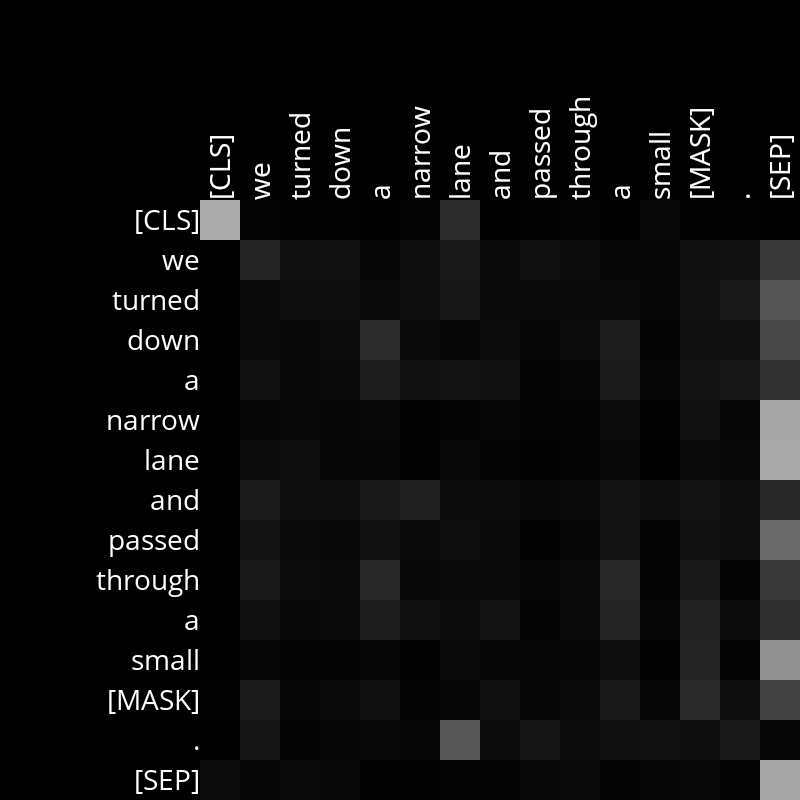 [CLS] we turned down a narrow lane and passed through a small [MASK] . [SEP]
[CLS]
we
turned
down
a
narrow
lane
and
passed
through
a
small
[MASK]
.
[SEP]